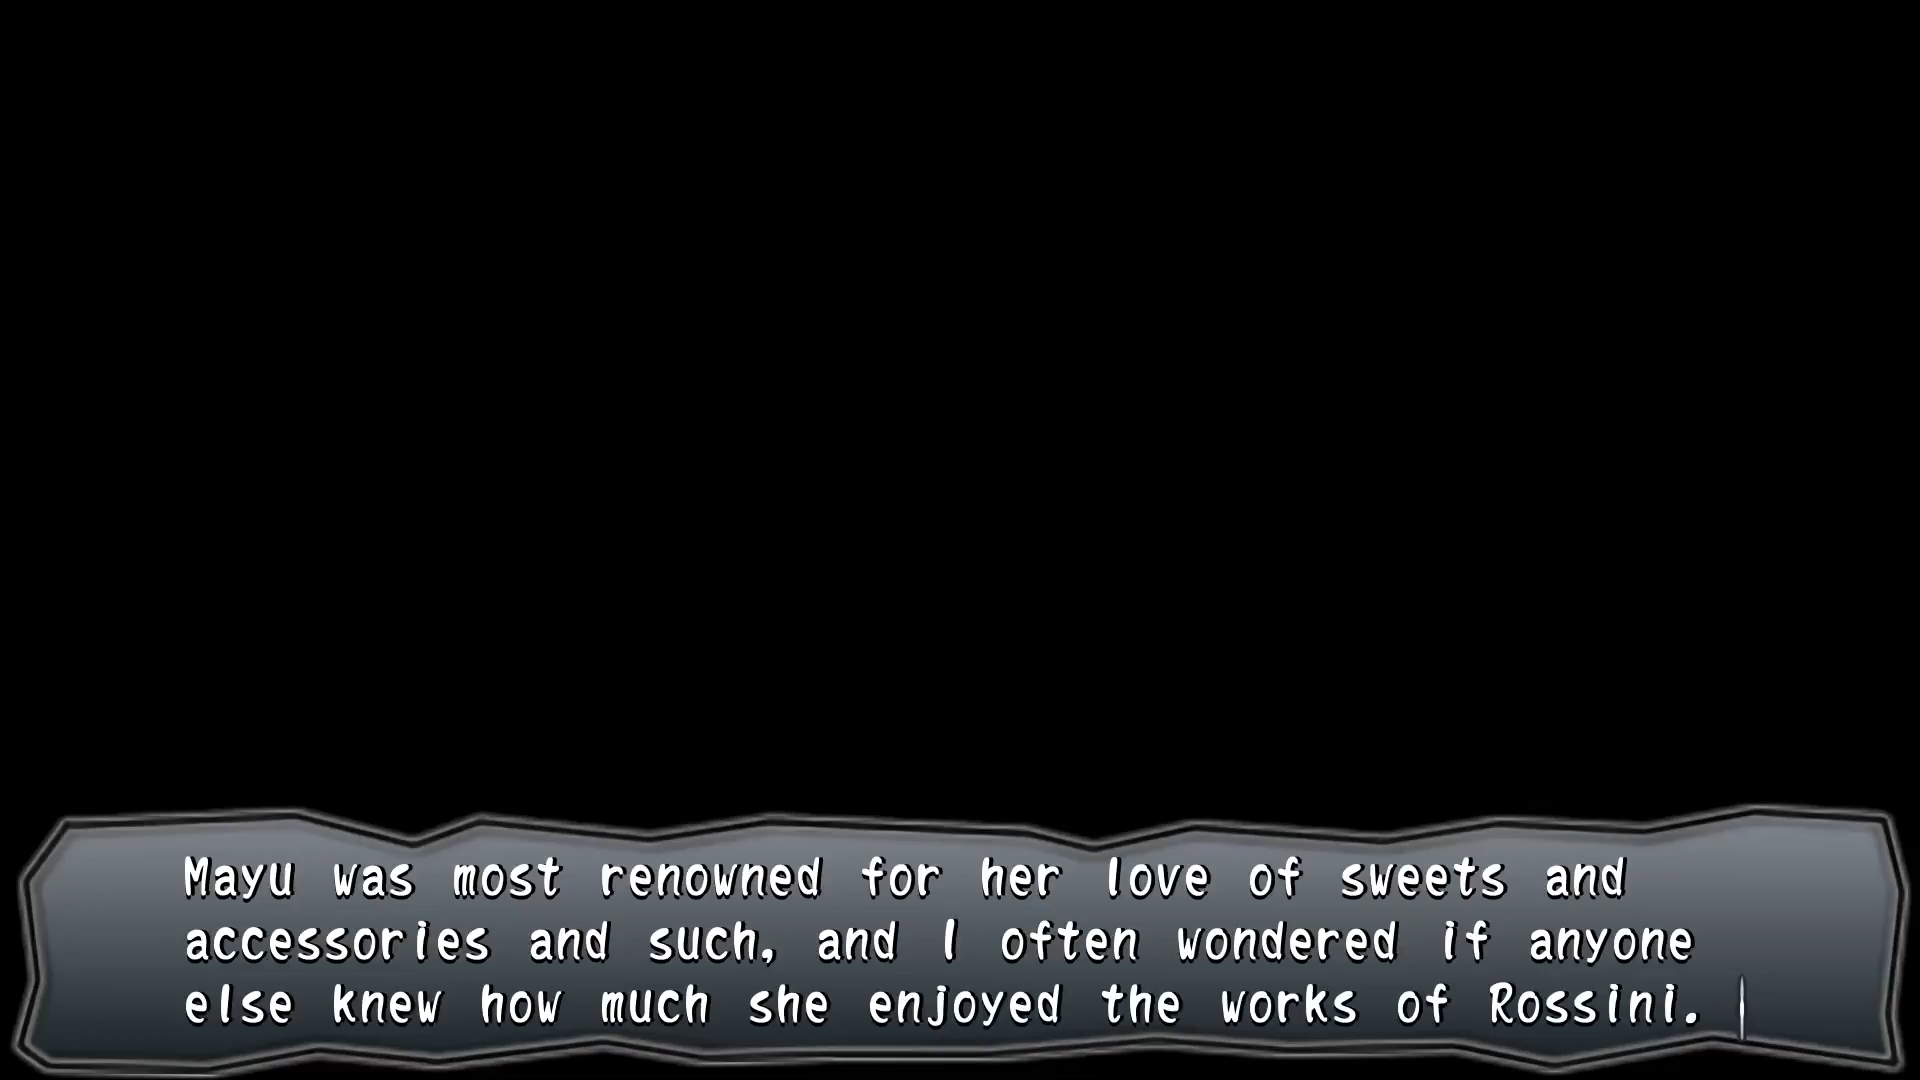 Mayu was most renowned for her love of sweets and
accessories and such, and I often wondered if anyone
else knew how much she enjoyed the works of Rossini.